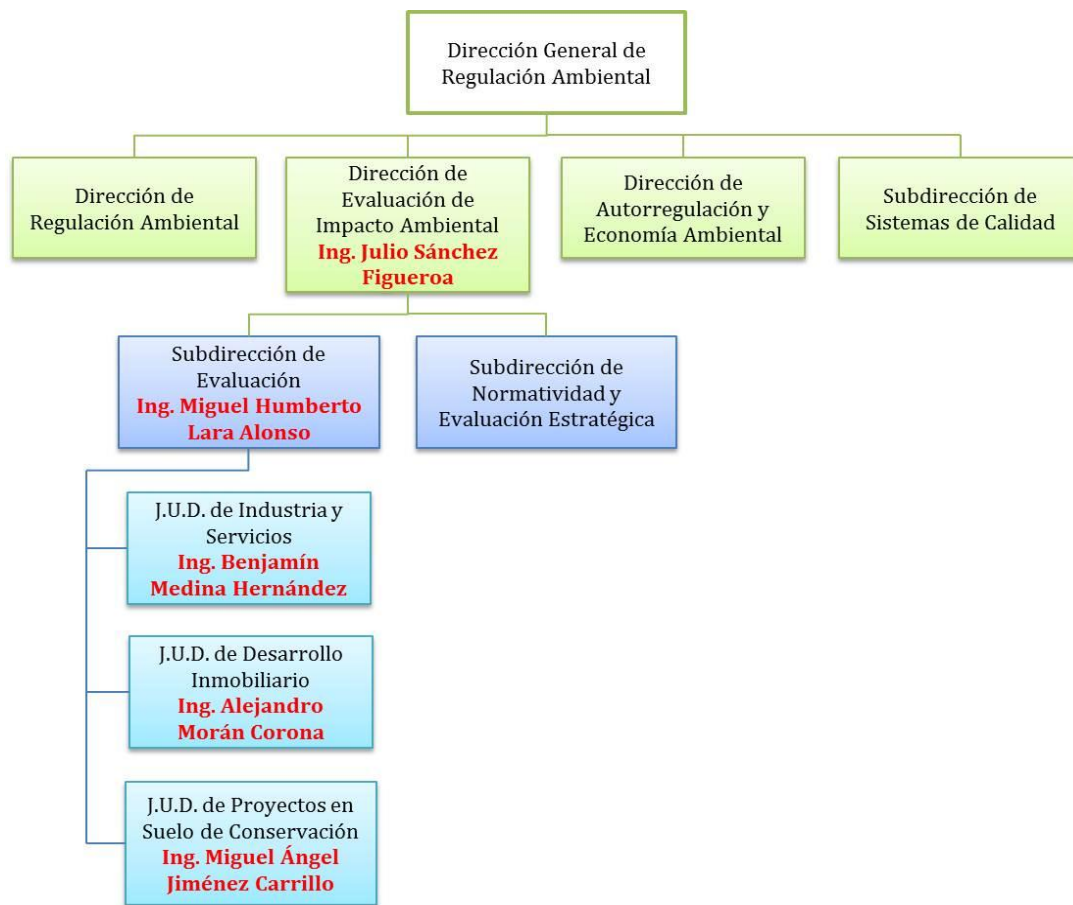 Dirección General de
Regulación Ambiental
Dirección de
Regulación Ambiental
Dirección de
Evaluación de
Impacto Ambiental
Ing. Julio Sánchez
Figueroa
Dirección de
Autorregulación y
Economía Ambiental
Subdirección de
Sistemas de Calidad
Subdirección de
Evaluación
Ing. Miguel Humberto
Lara Alonso
Subdirección de
Normatividad y
Evaluación Estratégica
J.U.D. de Industria y
Servicios
Ing. Benjamín
Medina Hernández
J.U.D. de Desarrollo
Inmobiliario
Ing. Alejandro
Morán Corona
J.U.D. de Proyectos en
Suelo de Conservación
Ing. Miguel Ángel
Jiménez Carrillo